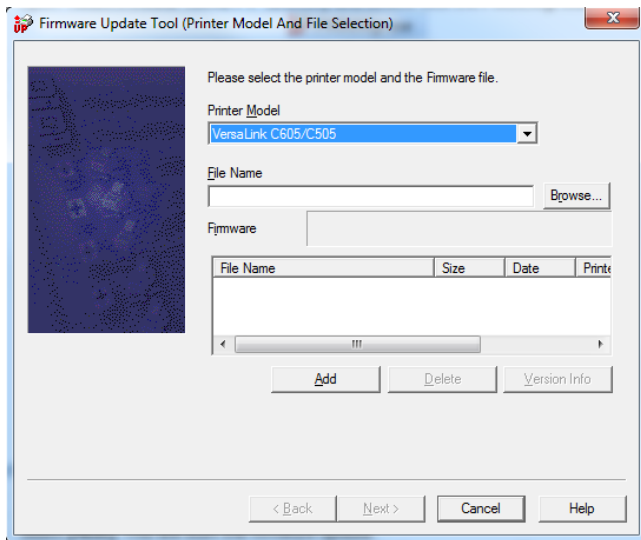 Firmware Update Tool (Printer Model And File Selection)
Please select the printer model and the Firmware file.
Printer Model
VersaLink C605/C505
File Name
Browse...
Firmware
File Name Size Date Printe
Add Delete Version Info
< Back Next > Cancel Help